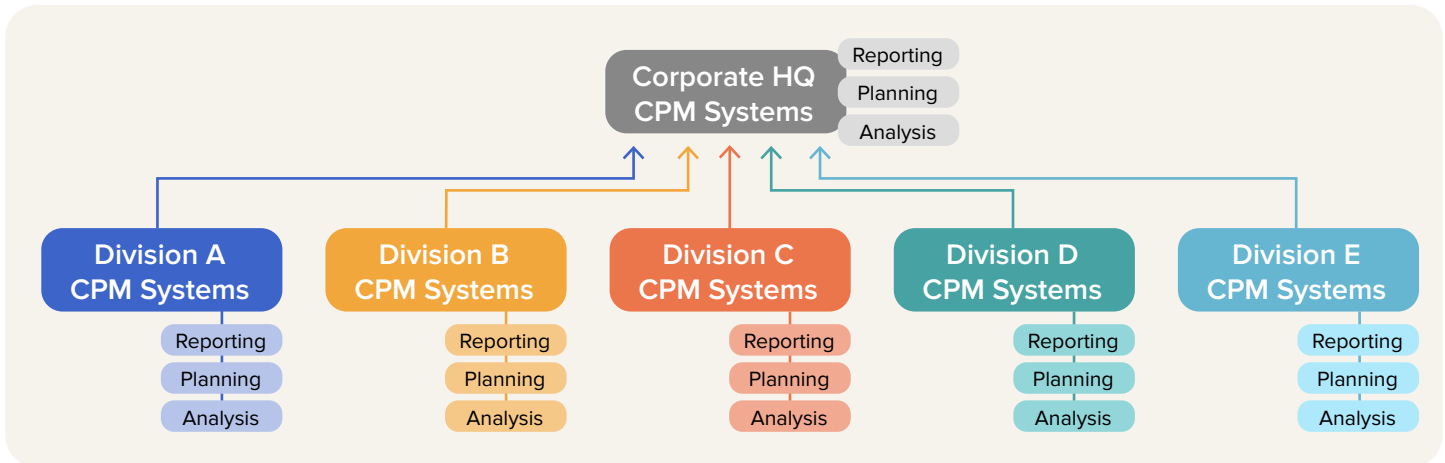 Corporate HQ
CPM Systems
Reporting
Planning
Analysis
Division A
CPM Systems
Reporting
Planning
Analysis
Division B
CPM Systems
Reporting
Planning
Analysis
Division C
CPM Systems
Reporting
Planning
Analysis
Division D
CPM Systems
Reporting
Planning
Analysis
Division E
CPM Systems
Reporting
Planning
Analysis